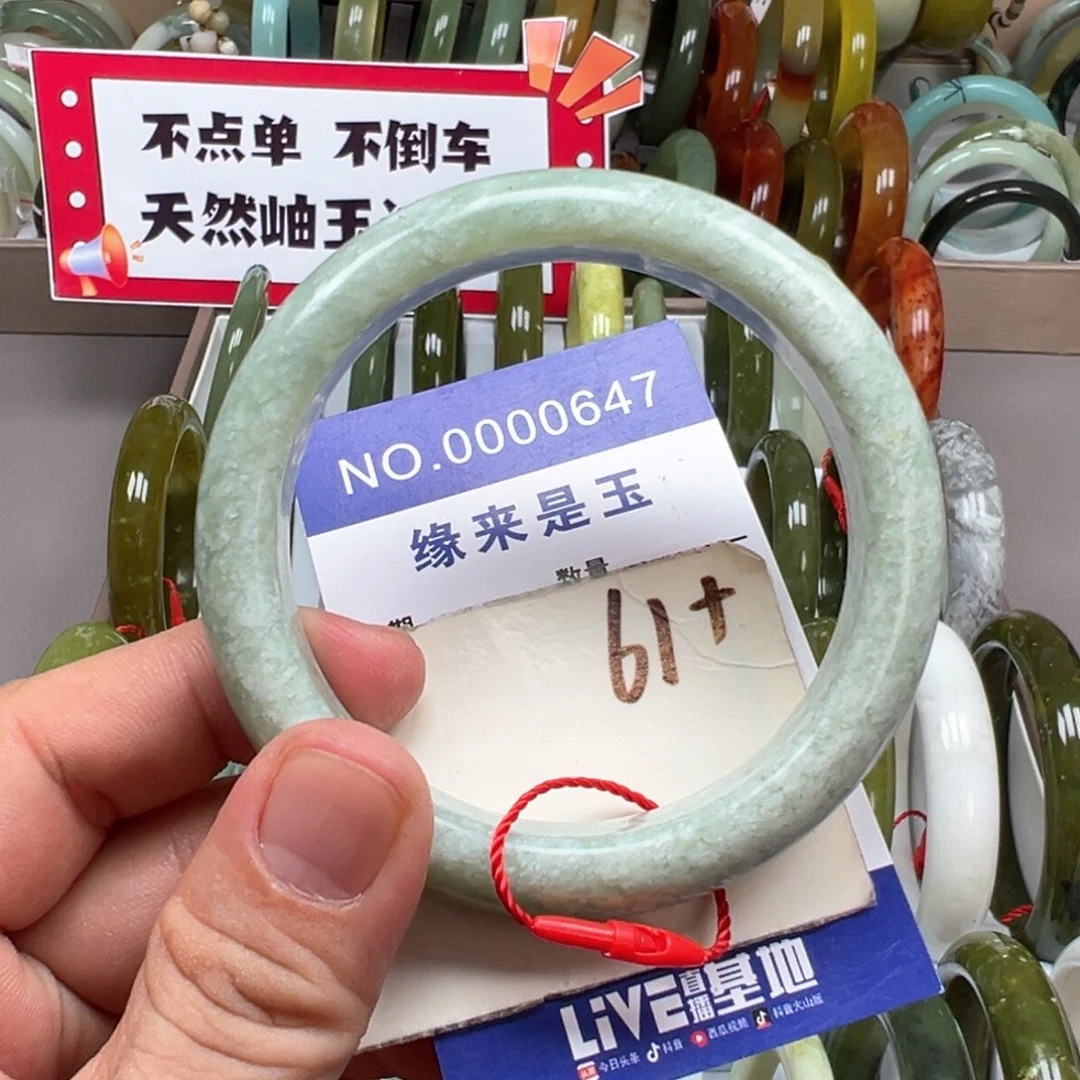 不点单 不倒车
天然岫玉
NO.0000647
缘来是玉
数量
期
61+
LiVE直播基地
今日头条 抖音 西瓜视频 抖音火山版